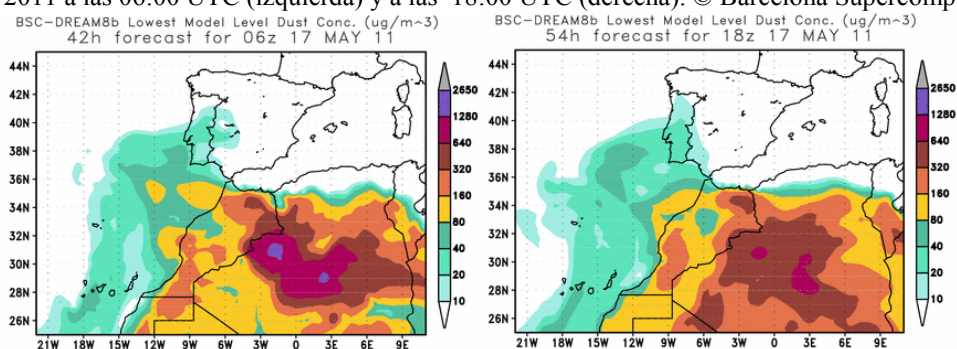 2011 a las 06:00 UTC (izquierda) y a las 18:00 UTC (derecha). © Barcelona Supercomp
BSC-DREAM8b Lowest Model Level Dust Conc. (ug/m^3)
42h forecast for 06z 17 MAY 11
44N
42N
40N
38N
36N
34N
32N
30N
28N
26N
21W 18W 15W 12W 9W 6W 3W 0 3E 6E 9E
2650
1280
640
320
160
80
40
20
10
BSC-DREAM8b Lowest Model Level Dust Conc. (ug/m^3)
54h forecast for 18z 17 MAY 11
44N
42N
40N
38N
36N
34N
32N
30N
28N
26N
21W 18W 15W 12W 9W 6W 3W 0 3E 6E 9E
2650
1280
640
320
160
80
40
20
10